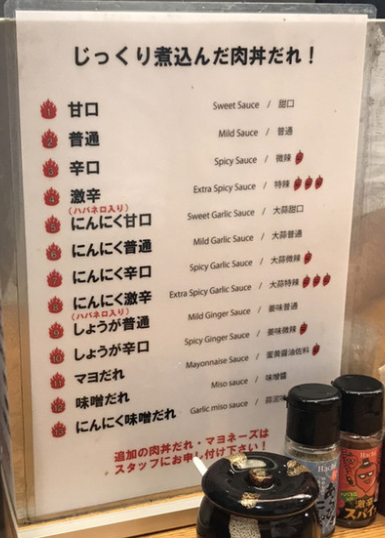 じっくり煮込んだ肉丼だれ！
1 甘口 Sweet Sauce / 甜口
2 普通 Mild Sauce / 普通
3 辛口 Spicy Sauce / 微辣
4 激辛 Extra Spicy Sauce / 特辣
(ハバネロ入り)
5 にんにく甘口 Sweet Garlic Sauce / 大蒜甜口
6 にんにく普通 Mild Garlic Sauce / 大蒜普通
7 にんにく辛口 Spicy Garlic Sauce / 大蒜微辣
8 にんにく激辛 Extra Spicy Garlic Sauce / 大蒜特辣
(ハバネロ入り)
しょうが普通 Mild Ginger Sauce / 姜味普通
しょうが辛口 Spicy Ginger Sauce / 姜味微辣
マヨだれ Mayonnaise Sauce / 蛋黄醤油佐料
味噌だれ Miso sauce / 味噌醬
にんにく味噌だれ Garlic miso sauce / 蒜泥
追加の肉丼だれ・マヨネーズは
スタッフにお申し付け下さい！
激辛
スパイ